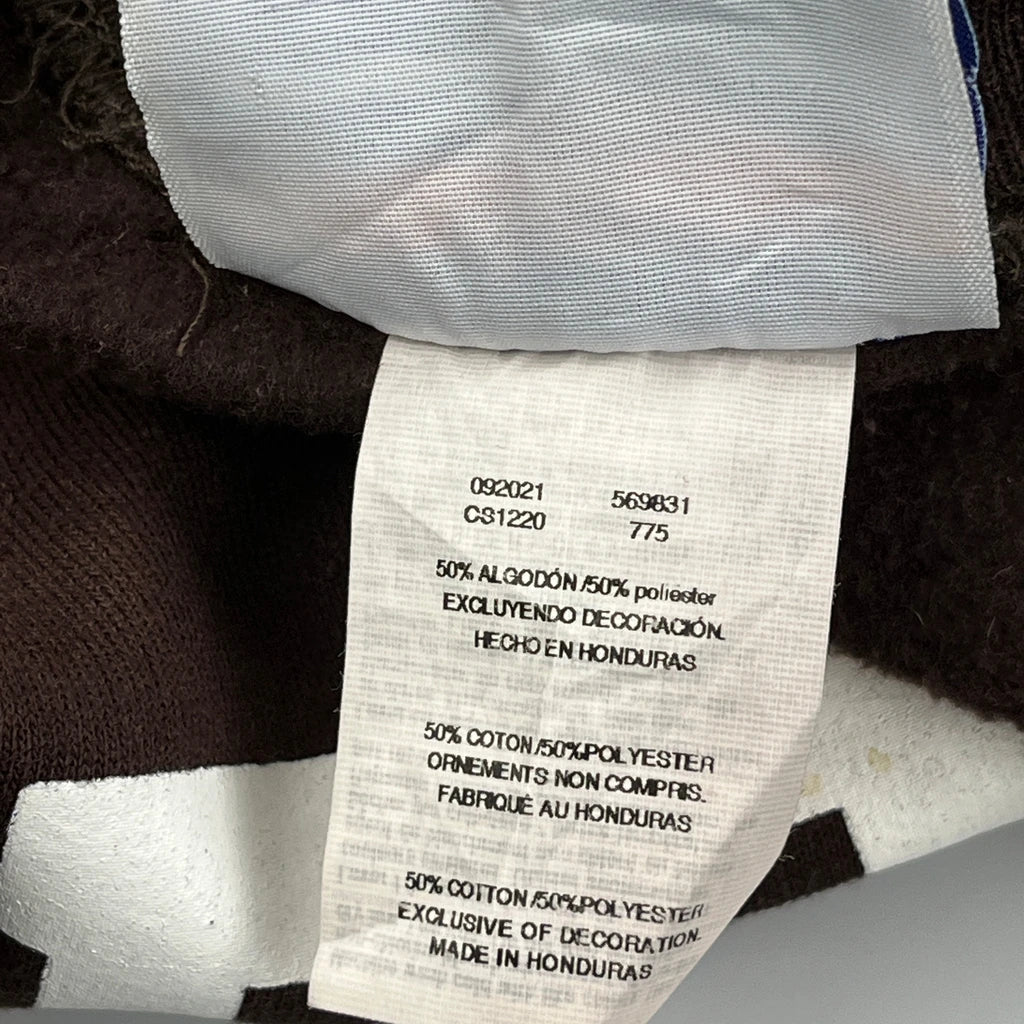 092021 569831
CS1220 775
50% ALGODÓN /50% poliester
EXCLUYENDO DECORACIÓN.
HECHO EN HONDURAS
50% COTON /50%POLYESTER
ORNEMENTS NON COMPRIS.
FABRIQUÉ AU HONDURAS
50% COTTON /50%POLYESTER
EXCLUSIVE OF DECORATION.
MADE IN HONDURAS